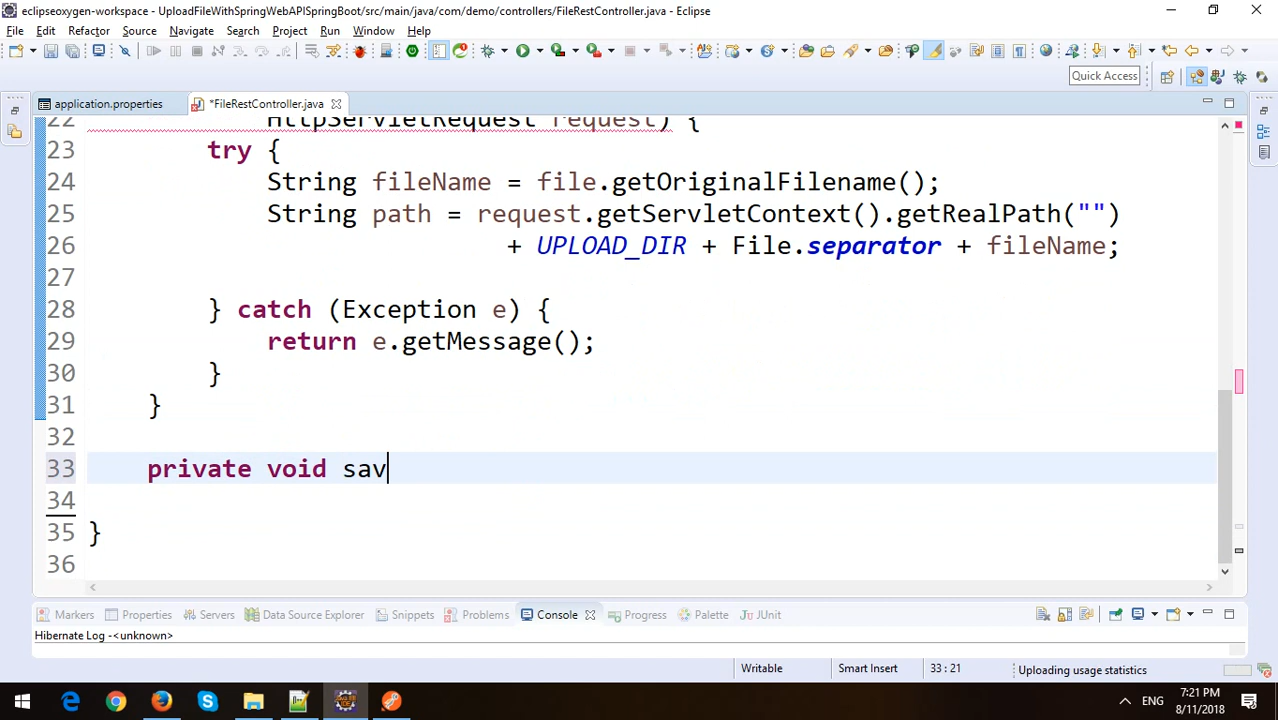 eclipseoxygen-workspace - UploadFileWithSpringWebAPISpringBoot/src/main/java/com/demo/controllers/FileRestController.java - Eclipse
File Edit Refactor Source Navigate Search Project Run Window Help
Quick Access
application.properties *FileRestController.java
22 HttpServletRequest request) {
23 try {
24 String fileName = file.getOriginalFilename();
25 String path = request.getServletContext().getRealPath("")
26 + UPLOAD_DIR + File.separator + fileName;
27
28 } catch (Exception e) {
29 return e.getMessage();
30 }
31 }
32
33 private void sav
34
35 }
36
Markers Properties Servers Data Source Explorer Snippets Problems Console Progress Palette JUnit
Hibernate Log -<unknown>
Writable Smart Insert 33 : 21 Uploading usage statistics
ENG 7:21 PM
8/11/2018